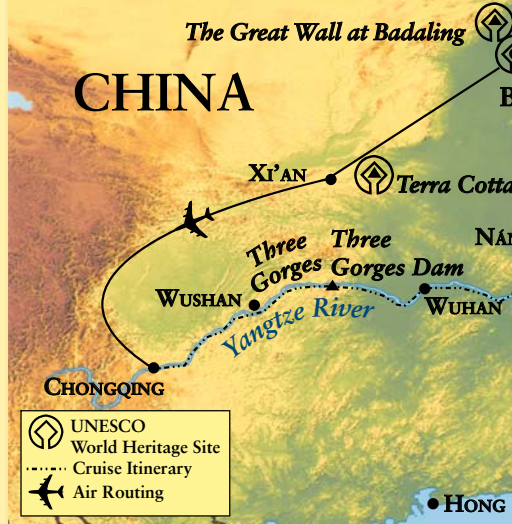 The Great Wall at Badaling
CHINA
B
XI'AN
Terra Cotta
NÁN
Three
Gorges
Three
Gorges Dam
WUSHAN
WUHAN
Yangtze River
CHONGQING
UNESCO
World Heritage Site
Cruise Itinerary
Air Routing
HONG